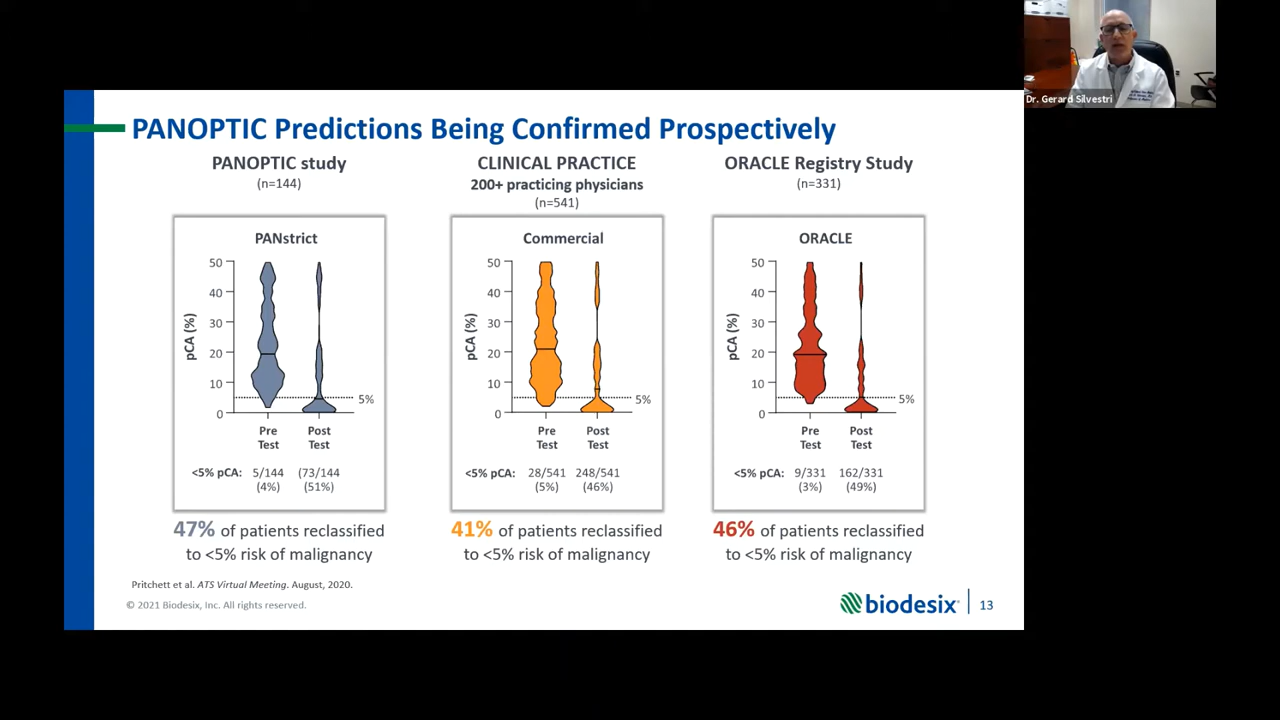 Dr. Gerard Silvestri
PANOPTIC Predictions Being Confirmed Prospectively
PANOPTIC study
(n=144)
PANstrict
50
40
30
20
10
0
pCA (%)
5%
Pre
Test
Post
Test
<5% pCA:
5/144
(4%)
(73/144
(51%)
47% of patients reclassified
to <5% risk of malignancy
CLINICAL PRACTICE
200+ practicing physicians
(n=541)
Commercial
50
40
30
20
10
0
pCA (%)
5%
Pre
Test
Post
Test
<5% pCA:
28/541
(5%)
248/541
(46%)
41% of patients reclassified
to <5% risk of malignancy
ORACLE Registry Study
(n=331)
ORACLE
50
40
30
20
10
0
pCA (%)
5%
Pre
Test
Post
Test
<5% pCA:
9/331
(3%)
162/331
(49%)
46% of patients reclassified
to <5% risk of malignancy
Pritchett et al. ATS Virtual Meeting. August, 2020.
© 2021 Biodesix, Inc. All rights reserved.
biodesix
13